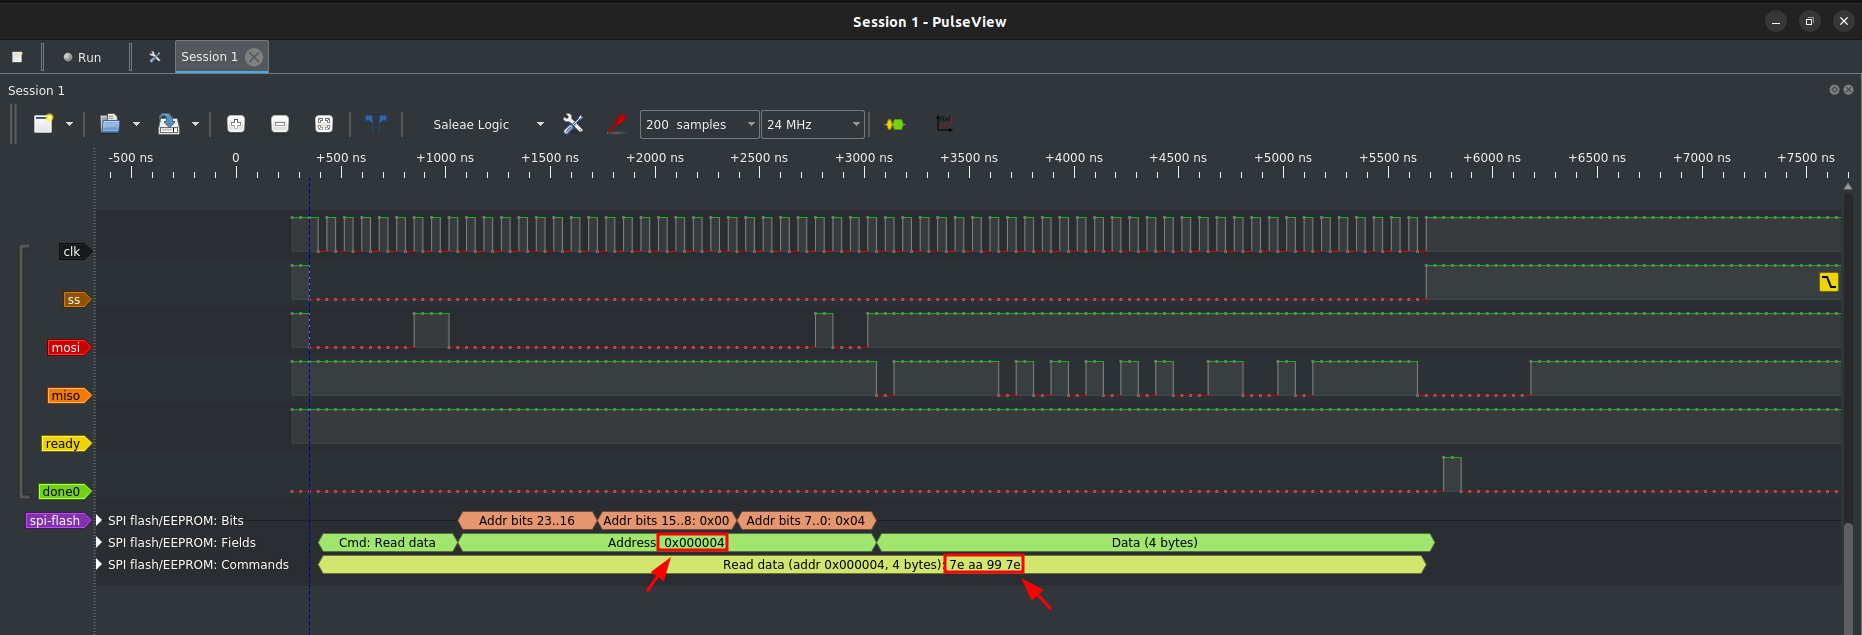 Session 1 - PulseView
Run
Session 1
Session 1
Saleae Logic
200 samples
24 MHz
-500 ns 0 +500 ns +1000 ns +1500 ns +2000 ns +2500 ns +3000 ns +3500 ns +4000 ns +4500 ns +5000 ns +5500 ns +6000 ns +6500 ns +7000 ns +7500 ns
clk
ss
mosi
miso
ready
done0
spi-flash SPI flash/EEPROM: Bits Addr bits 23..16 Addr bits 15..8: 0x00 Addr bits 7..0: 0x04
SPI flash/EEPROM: Fields Cmd: Read data Address: 0x000004 Data (4 bytes)
SPI flash/EEPROM: Commands Read data (addr 0x000004, 4 bytes): 7e aa 99 7e